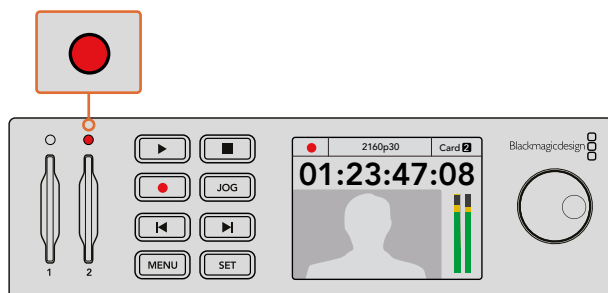 2160p30 Card 2
01:23:47:08
Blackmagicdesign
JOG
MENU SET
1 2